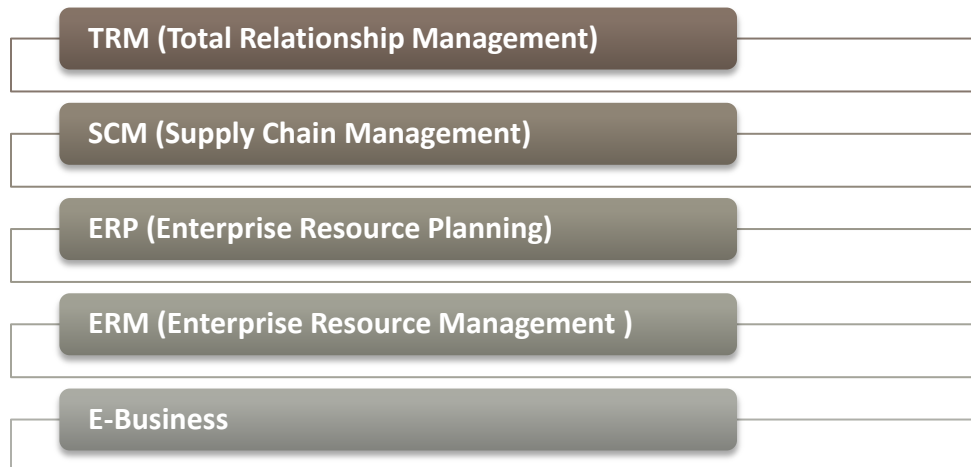 TRM (Total Relationship Management)
SCM (Supply Chain Management)
ERP (Enterprise Resource Planning)
ERM (Enterprise Resource Management )
E-Business